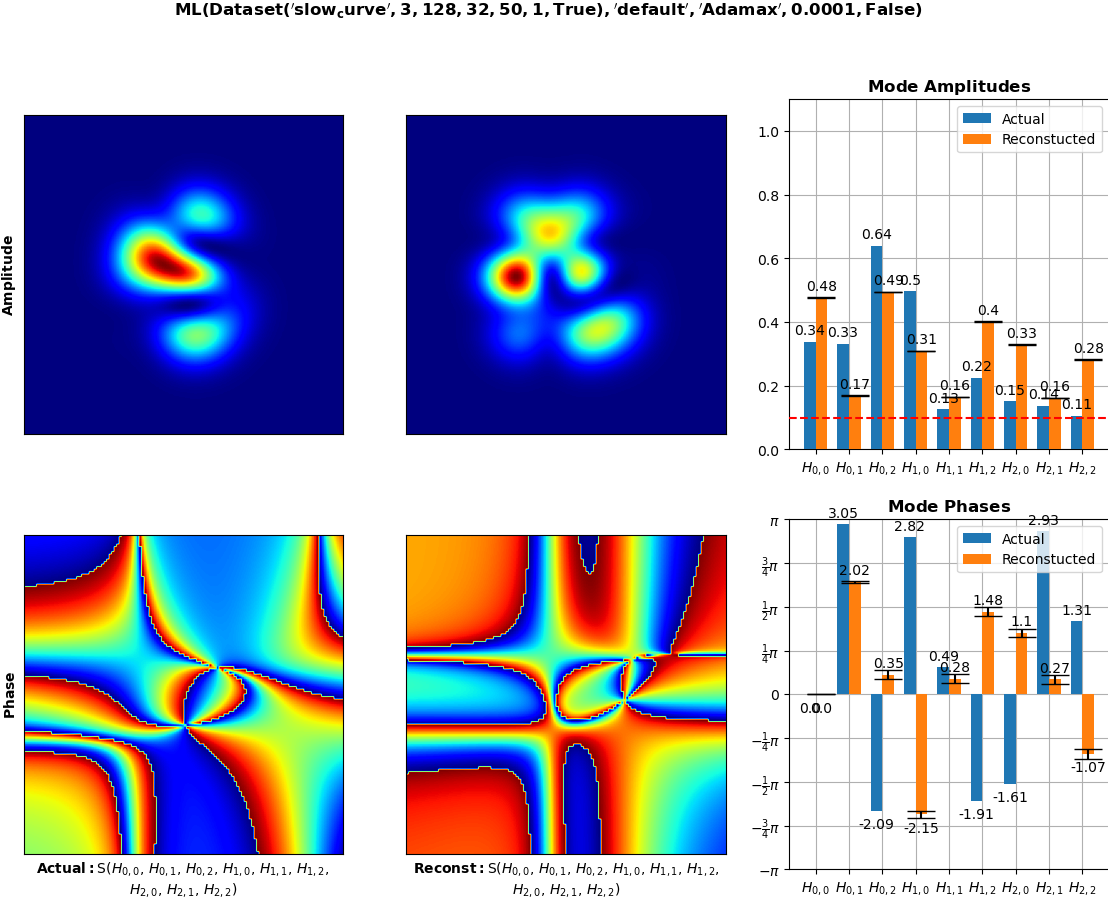 ML(Dataset('slow_curve', 3, 128, 32, 50, 1, True), 'default', 'Adamax', 0.0001, False)
Amplitude
Mode Amplitudes
Actual
Reconstucted
1.0
0.8
0.6
0.4
0.2
0.0
0.34 0.33 0.64 0.5 0.13 0.22 0.15 0.14 0.11
0.48 0.17 0.49 0.31 0.16 0.4 0.33 0.16 0.28
H0,0 H0,1 H0,2 H1,0 H1,1 H1,2 H2,0 H2,1 H2,2
Phase
Actual: S(H0,0, H0,1, H0,2, H1,0, H1,1, H1,2,
H2,0, H2,1, H2,2)
Reconst: S(H0,0, H0,1, H0,2, H1,0, H1,1, H1,2,
H2,0, H2,1, H2,2)
Mode Phases
Actual
Reconstucted
π
3/4π
1/2π
1/4π
0
−1/4π
−1/2π
−3/4π
−π
0.0 3.05 -2.09 2.82 0.49 -1.91 -1.61 2.93 1.31
0.0 2.02 0.35 -2.15 0.28 1.48 1.1 0.27 -1.07
H0,0 H0,1 H0,2 H1,0 H1,1 H1,2 H2,0 H2,1 H2,2